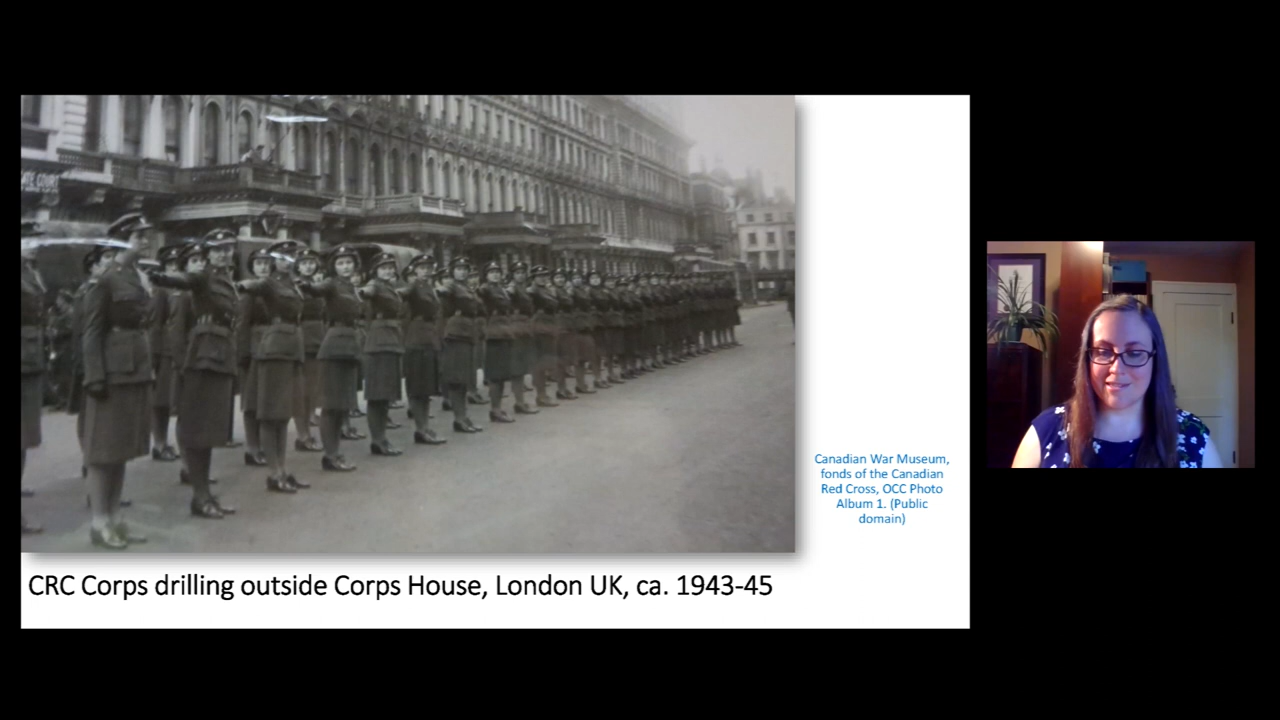 CRC Corps drilling outside Corps House, London UK, ca. 1943-45
Canadian War Museum,
fonds of the Canadian
Red Cross, OCC Photo
Album 1. (Public
domain)